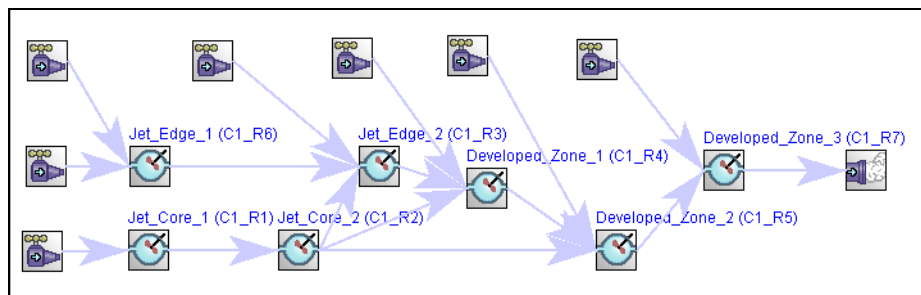 Jet_Edge_1 (C1_R6)
Jet_Edge_2 (C1_R3)
Developed_Zone_3 (C1_R7)
Developed_Zone_1 (C1_R4)
Jet_Core_1 (C1_R1)
Jet_Core_2 (C1_R2)
Developed_Zone_2 (C1_R5)